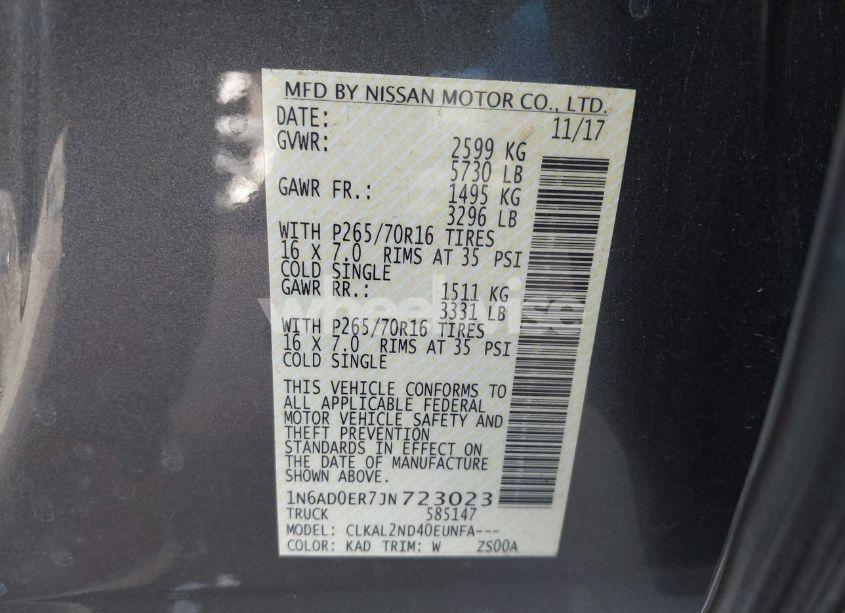 MFD BY NISSAN MOTOR CO., LTD.
DATE: 11/17
GVWR: 2599 KG
5730 LB
GAWR FR.: 1495 KG
3296 LB
WITH P265/70R16 TIRES
16 X 7.0 RIMS AT 35 PSI
COLD SINGLE
GAWR RR.: 1511 KG
3331 LB
WITH P265/70R16 TIRES
16 X 7.0 RIMS AT 35 PSI
COLD SINGLE
THIS VEHICLE CONFORMS TO
ALL APPLICABLE FEDERAL
MOTOR VEHICLE SAFETY AND
THEFT PREVENTION
STANDARDS IN EFFECT ON
THE DATE OF MANUFACTURE
SHOWN ABOVE.
1N6AD0ER7JN723023
TRUCK 585147
MODEL: CLKAL2ND40EUNFA---
COLOR: KAD TRIM: W ZS00A
wheelwise